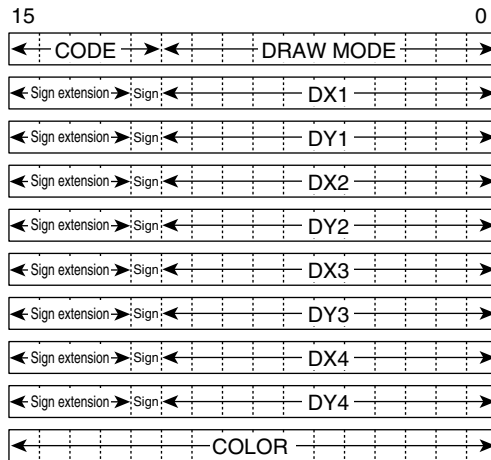 15 0
CODE DRAW MODE
Sign extension Sign DX1
Sign extension Sign DY1
Sign extension Sign DX2
Sign extension Sign DY2
Sign extension Sign DX3
Sign extension Sign DY3
Sign extension Sign DX4
Sign extension Sign DY4
COLOR